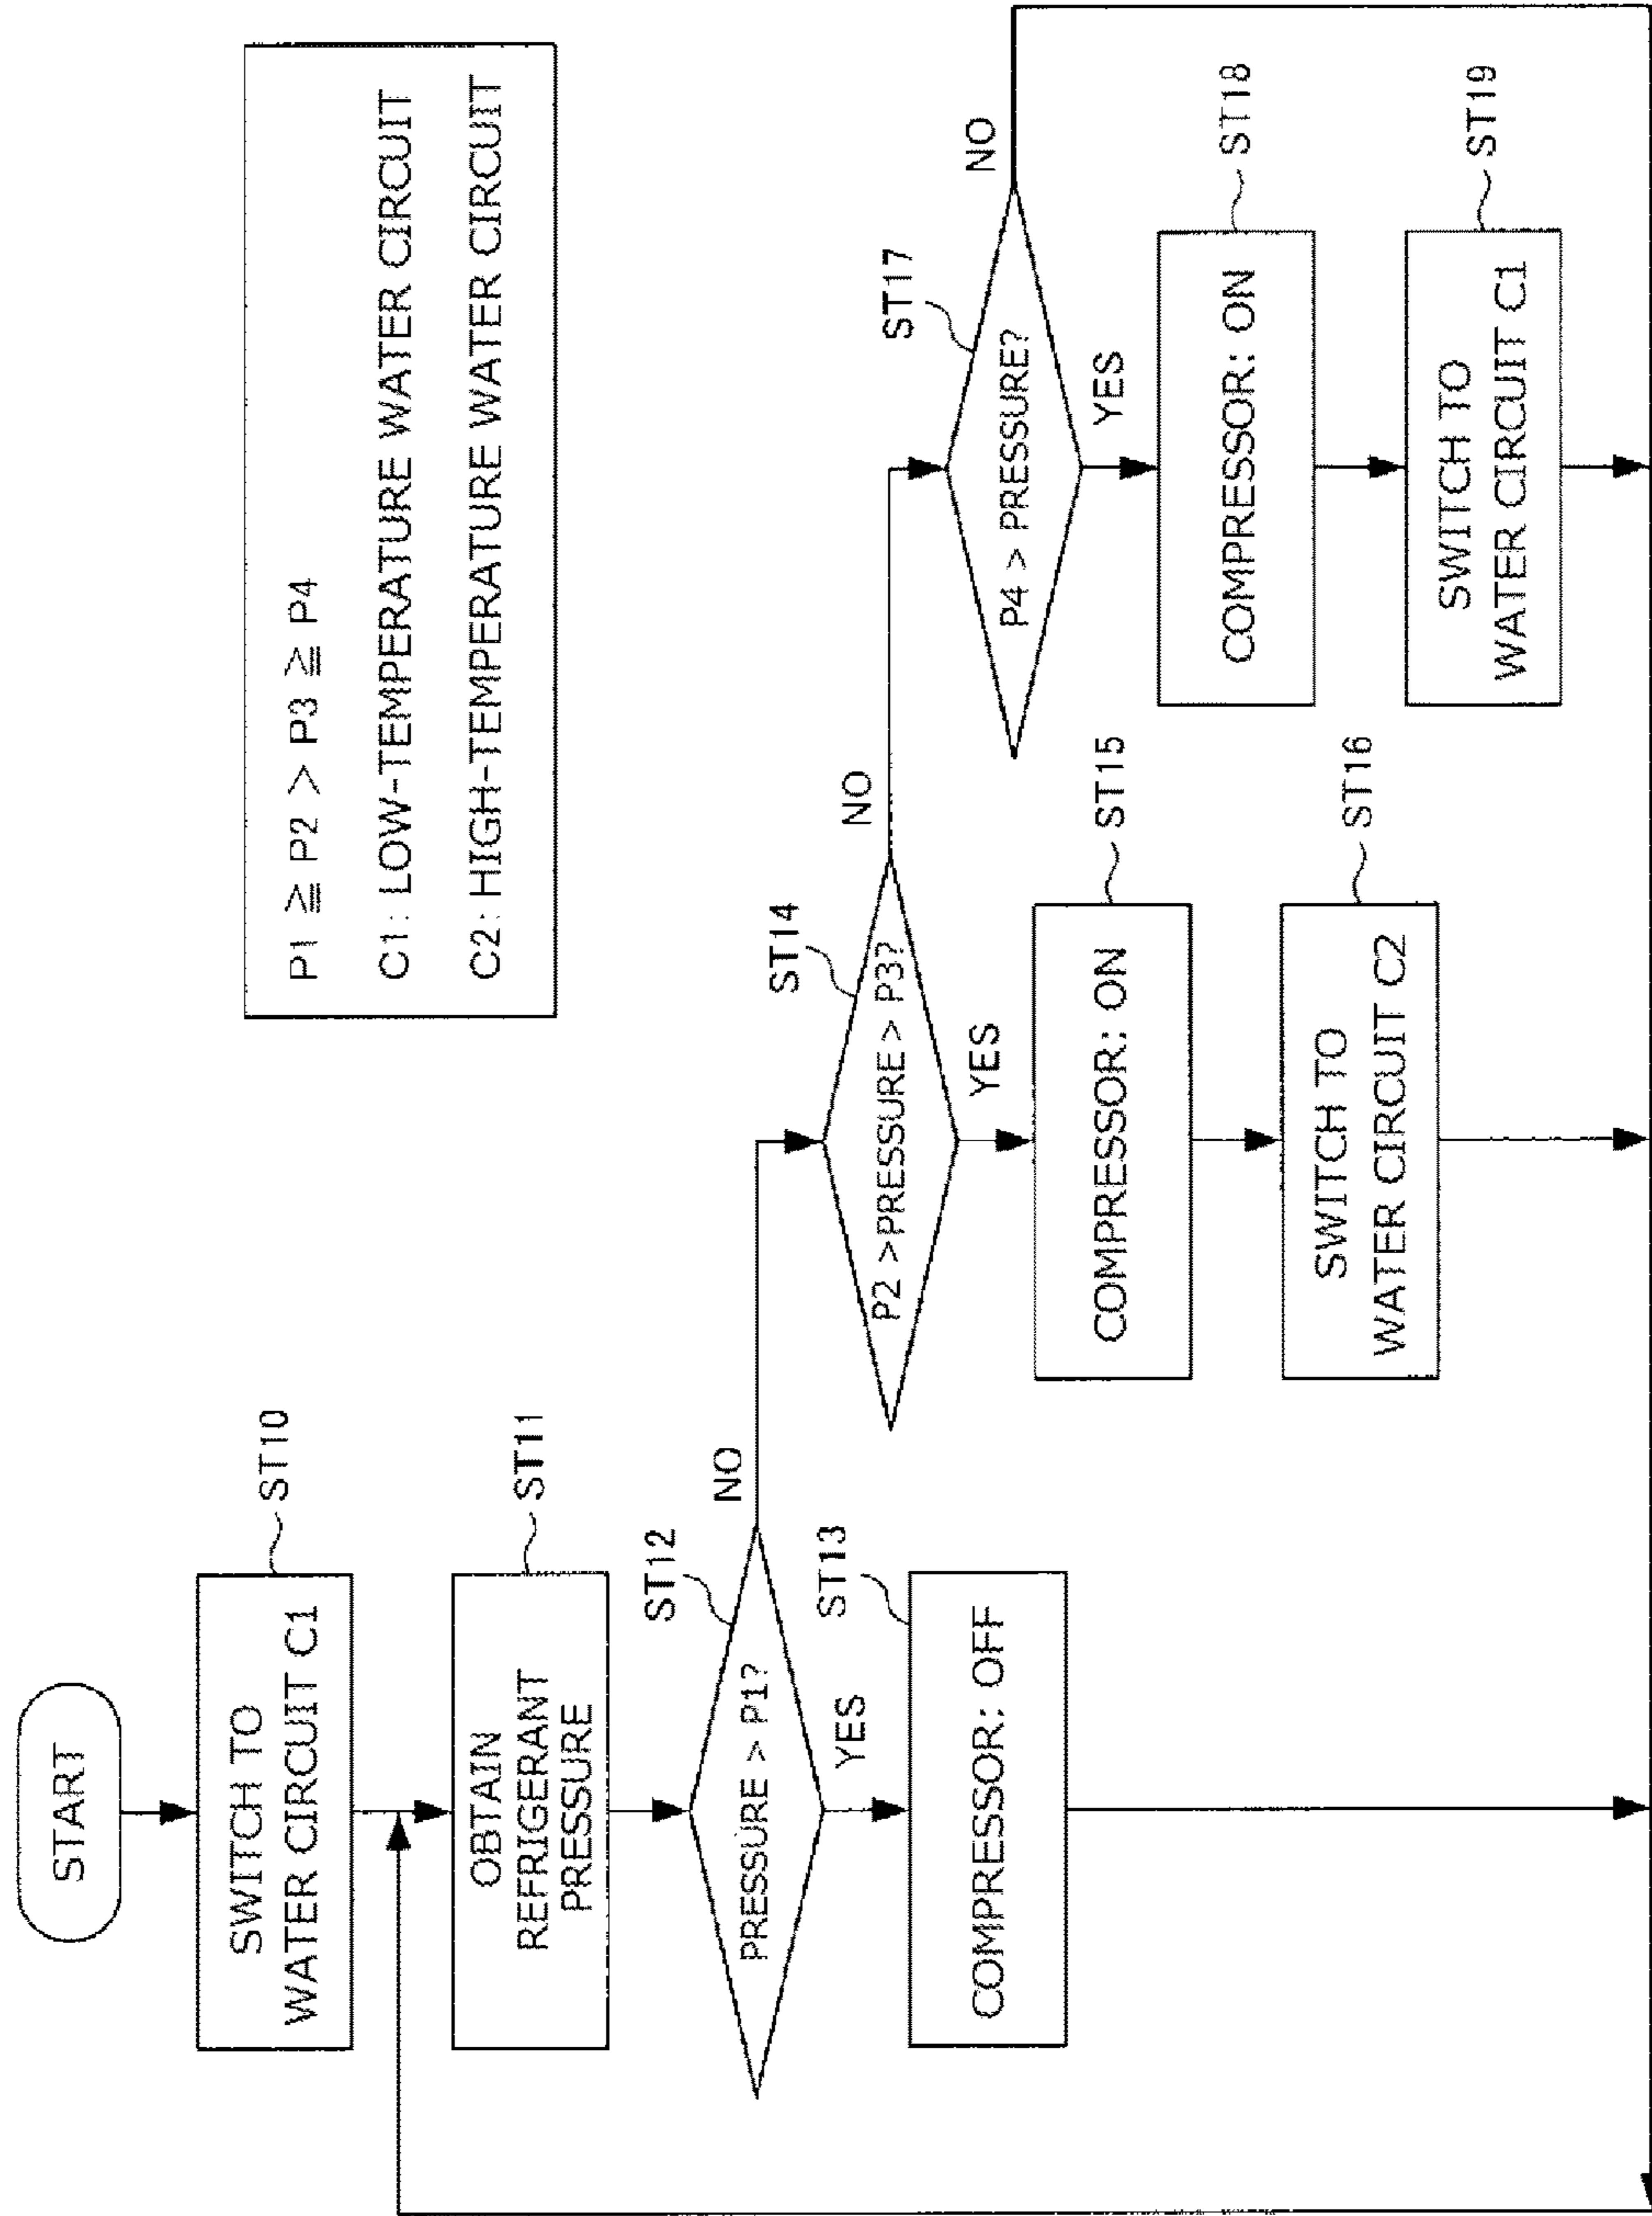 START
SWITCH TO
WATER CIRCUIT C1
ST10
OBTAIN
REFRIGERANT
PRESSURE
ST11
PRESSURE > P1?
ST12
NO
YES
COMPRESSOR: OFF
ST13
P2 >PRESSURE> P3?
ST14
NO
YES
COMPRESSOR: ON
ST15
SWITCH TO
WATER CIRCUIT C2
ST16
P4 > PRESSURE?
ST17
NO
YES
COMPRESSOR: ON
ST18
SWITCH TO
WATER CIRCUIT C1
ST19
P1 ≧ P2 > P3 ≧ P4
C1: LOW-TEMPERATURE WATER CIRCUIT
C2: HIGH-TEMPERATURE WATER CIRCUIT